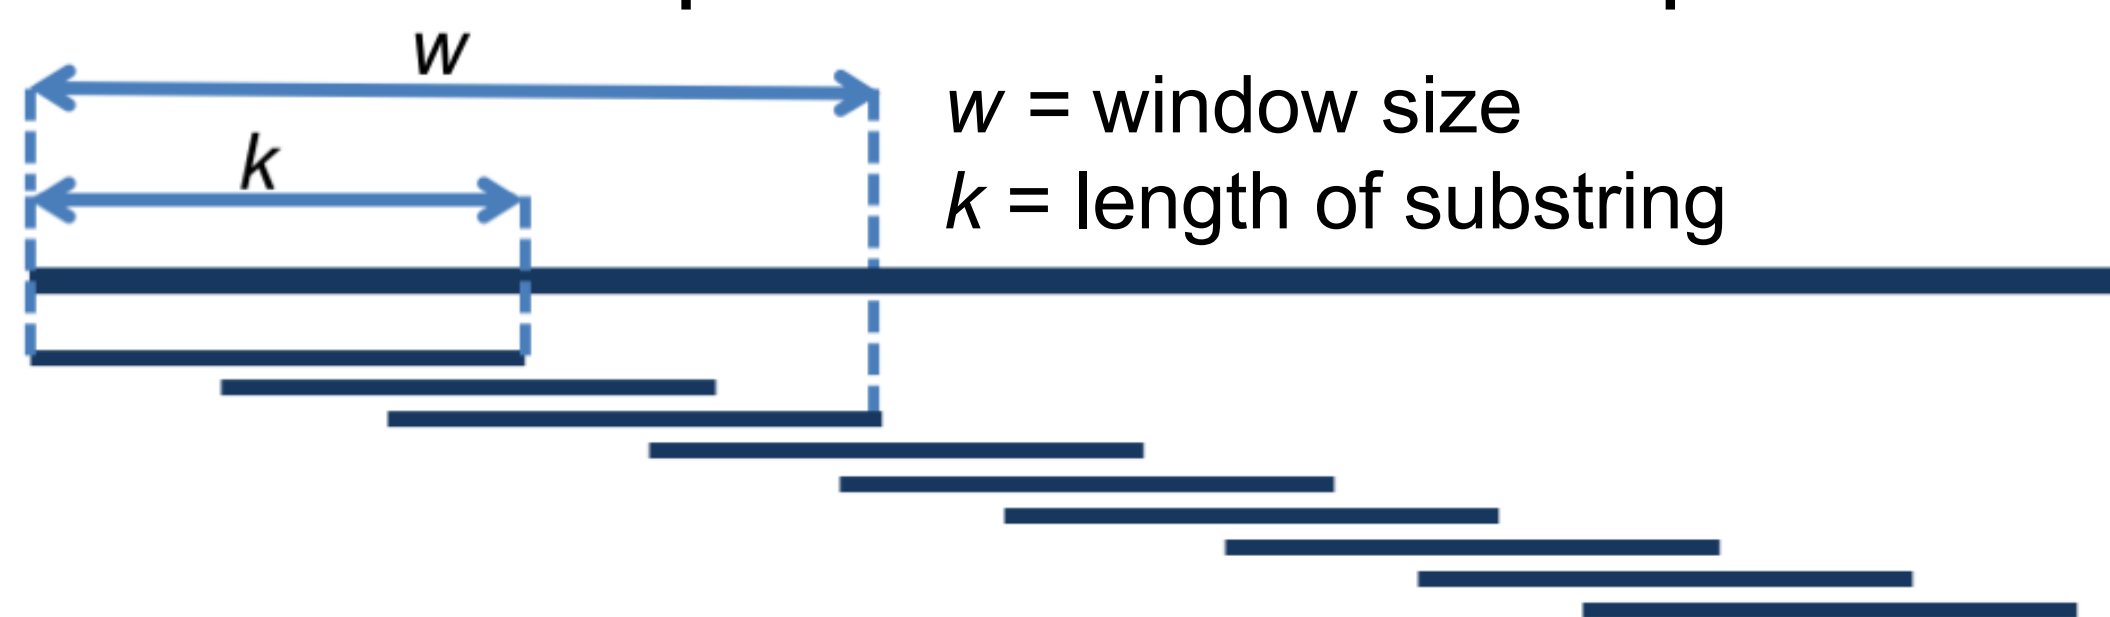 w
w = window size
k
k = length of substring